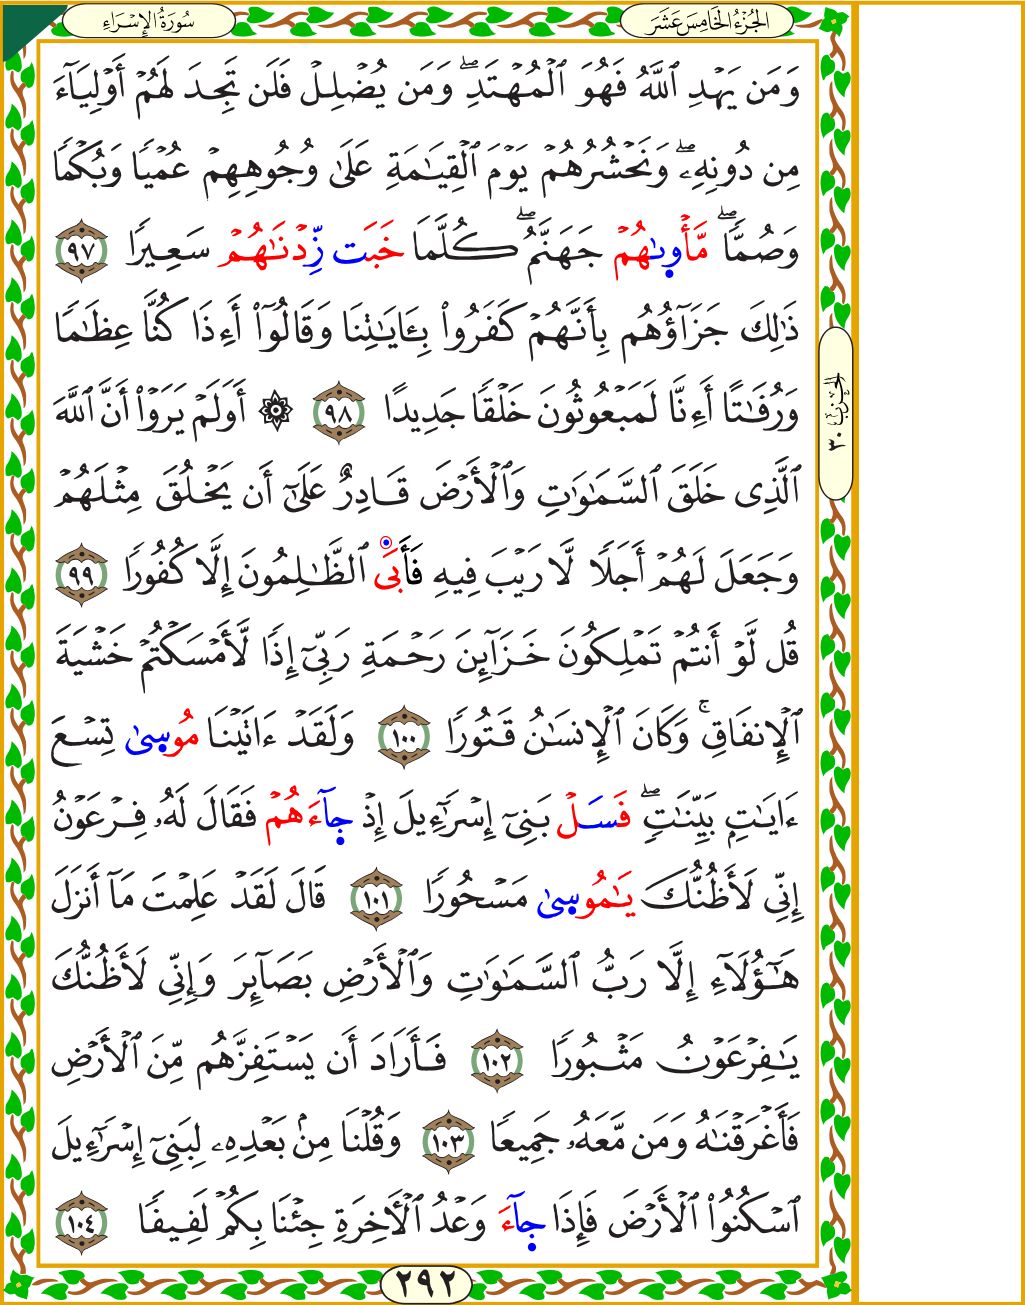 الجُزْءُ الخَامِسَ عَشَرَ
سُورَةُ الإِسْرَاءِ
وَمَن يَهْدِ ٱللَّهُ فَهُوَ ٱلْمُهْتَدِۖ وَمَن يُضْلِلْ فَلَن تَجِدَ لَهُمْ أَوْلِيَآءَ
مِن دُونِهِۦۖ وَنَحْشُرُهُمْ يَوْمَ ٱلْقِيَٰمَةِ عَلَىٰ وُجُوهِهِمْ عُمْيًا وَبُكْمًا
وَصُمًّاۖ مَّأْوٜىٰهُمْ جَهَنَّمُۖ كُلَّمَا خَبَت زِّدْنَٰهُمْ سَعِيرًا ٩٧
ذَٰلِكَ جَزَآؤُهُم بِأَنَّهُمْ كَفَرُوا۟ بِـَٔايَٰتِنَا وَقَالُوٓا۟ أَءِذَا كُنَّا عِظَٰمًا
وَرُفَٰتًا أَءِنَّا لَمَبْعُوثُونَ خَلْقًا جَدِيدًا ٩٨ ۞ أَوَلَمْ يَرَوْا۟ أَنَّ ٱللَّهَ
ٱلَّذِى خَلَقَ ٱلسَّمَٰوَٰتِ وَٱلْأَرْضَ قَادِرٌ عَلَىٰٓ أَن يَخْلُقَ مِثْلَهُمْ
وَجَعَلَ لَهُمْ أَجَلًا لَّا رَيْبَ فِيهِ فَأَبَى ٱلظَّٰلِمُونَ إِلَّا كُفُورًا ٩٩
قُل لَّوْ أَنتُمْ تَمْلِكُونَ خَزَآئِنَ رَحْمَةِ رَبِّىٓ إِذًا لَّأَمْسَكْتُمْ خَشْيَةَ
ٱلْإِنفَاقِۚ وَكَانَ ٱلْإِنسَٰنُ قَتُورًا ١٠٠ وَلَقَدْ ءَاتَيْنَا مُوسٜىٰ تِسْعَ
ءَايَٰتٍۭ بَيِّنَٰتٍۖ فَسَلْ بَنِىٓ إِسْرَٰٓءِيلَ إِذْ جٜآءَهُمْ فَقَالَ لَهُۥ فِرْعَوْنُ
إِنِّى لَأَظُنُّكَ يَٰمُوسٜىٰ مَسْحُورًا ١٠١ قَالَ لَقَدْ عَلِمْتَ مَآ أَنزَلَ
هَٰٓؤُلَآءِ إِلَّا رَبُّ ٱلسَّمَٰوَٰتِ وَٱلْأَرْضِ بَصَآئِرَ وَإِنِّى لَأَظُنُّكَ
يَٰفِرْعَوْنُ مَثْبُورًا ١٠٢ فَأَرَادَ أَن يَسْتَفِزَّهُم مِّنَ ٱلْأَرْضِ
فَأَغْرَقْنَٰهُ وَمَن مَّعَهُۥ جَمِيعًا ١٠٣ وَقُلْنَا مِنۢ بَعْدِهِۦ لِبَنِىٓ إِسْرَٰٓءِيلَ
ٱسْكُنُوا۟ ٱلْأَرْضَ فَإِذَا جٜآءَ وَعْدُ ٱلْأَخِرَةِ جِئْنَا بِكُمْ لَفِيفًا ١٠٤
الحزب ٣٠
٢٩٢